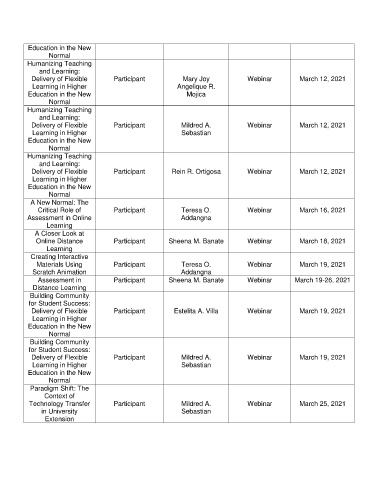 Education in the New
Normal
Humanizing Teaching
and Learning:
Delivery of Flexible
Learning in Higher
Education in the New
Normal
Participant
Mary Joy
Angelique R.
Mojica
Webinar
March 12, 2021
Humanizing Teaching
and Learning:
Delivery of Flexible
Learning in Higher
Education in the New
Normal
Participant
Mildred A.
Sebastian
Webinar
March 12, 2021
Humanizing Teaching
and Learning:
Delivery of Flexible
Learning in Higher
Education in the New
Normal
Participant
Rein R. Ortigosa
Webinar
March 12, 2021
A New Normal: The
Critical Role of
Assessment in Online
Learning
Participant
Teresa O.
Addangna
Webinar
March 16, 2021
A Closer Look at
Online Distance
Learning
Participant
Sheena M. Banate
Webinar
March 18, 2021
Creating Interactive
Materials Using
Scratch Animation
Participant
Teresa O.
Addangna
Webinar
March 19, 2021
Assessment in
Distance Learning
Participant
Sheena M. Banate
Webinar
March 19-26, 2021
Building Community
for Student Success:
Delivery of Flexible
Learning in Higher
Education in the New
Normal
Participant
Estelita A. Villa
Webinar
March 19, 2021
Building Community
for Student Success:
Delivery of Flexible
Learning in Higher
Education in the New
Normal
Participant
Mildred A.
Sebastian
Webinar
March 19, 2021
Paradigm Shift: The
Context of
Technology Transfer
in University
Extension
Participant
Mildred A.
Sebastian
Webinar
March 25, 2021